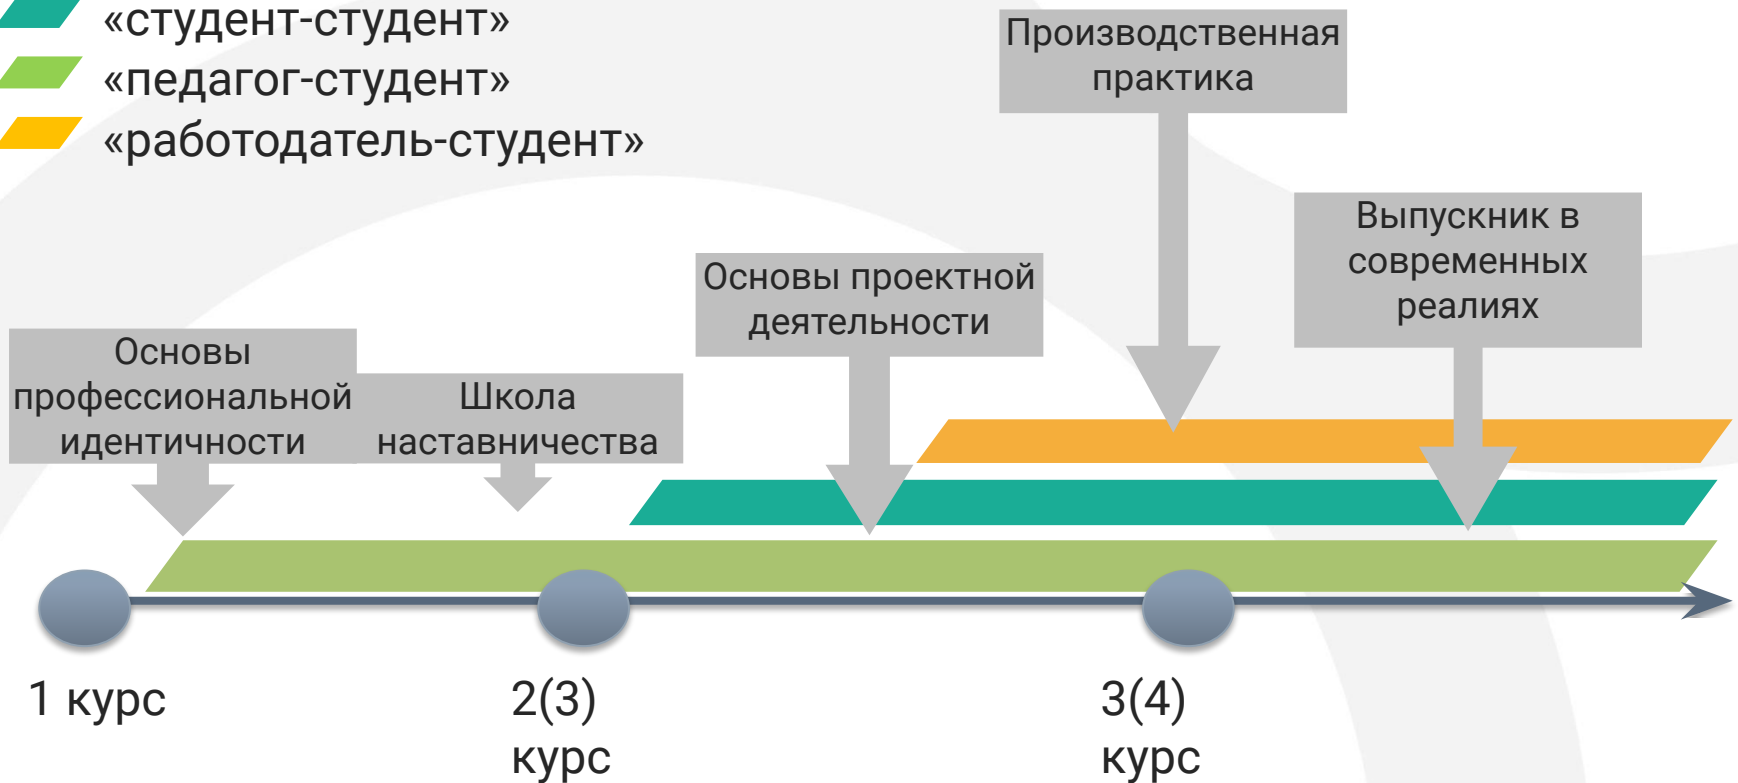 «студент-студент»
«педагог-студент»
«работодатель-студент»
Производственная
практика
Выпускник в
современных
реалиях
Основы проектной
деятельности
Основы
профессиональной
идентичности
Школа
наставничества
1 курс
2(3)
курс
3(4)
курс